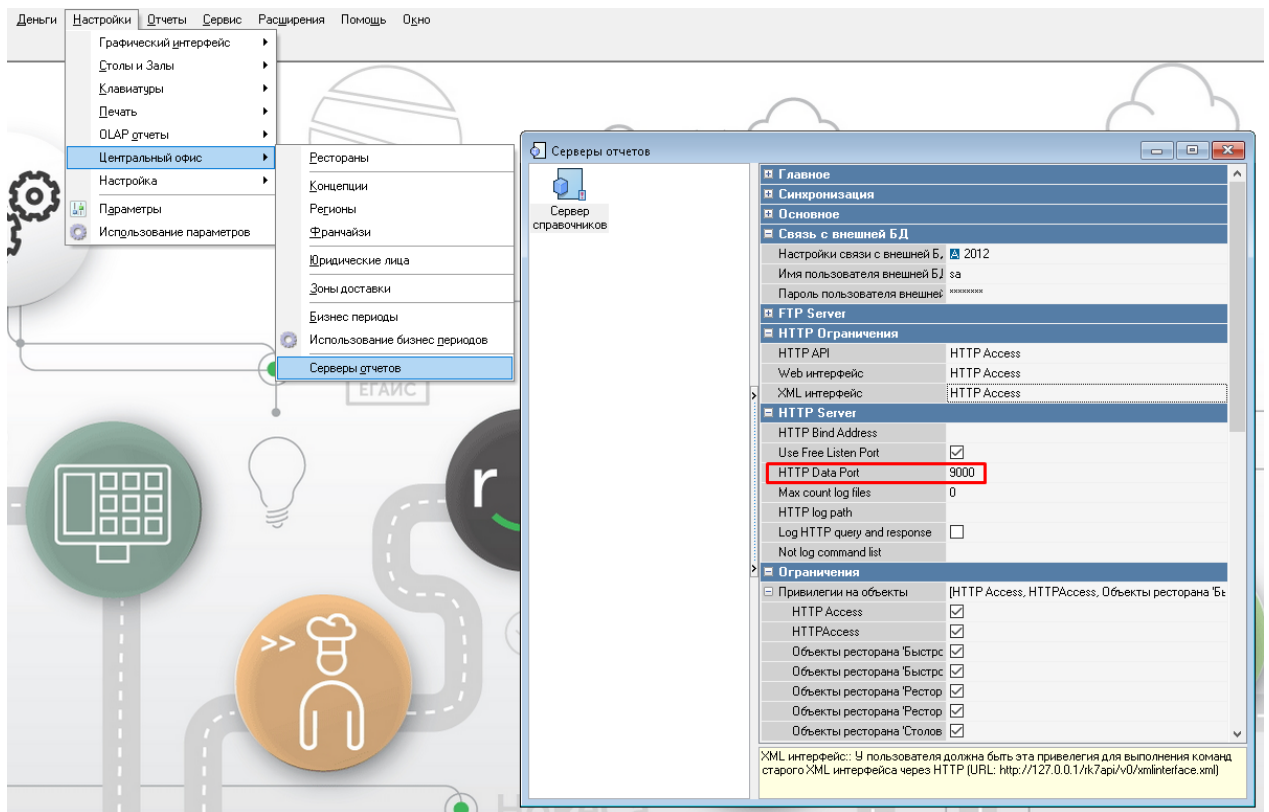 Деньги Настройки Отчеты Сервис Расширения Помощь Окно
Графический интерфейс
Столы и Залы
Клавиатуры
Печать
OLAP отчеты
Центральный офис
Настройка
Параметры
Использование параметров
Рестораны
Концепции
Регионы
Франчайзи
Юридические лица
Зоны доставки
Бизнес периоды
Использование бизнес периодов
Серверы отчетов
ЕГАИС
r_
>>
Серверы отчетов
Сервер
справочников
Главное
Синхронизация
Основное
Связь с внешней БД
Настройки связи с внешней Б, A 2012
Имя пользователя внешней БД sa
Пароль пользователя внешней ********
FTP Server
HTTP Ограничения
HTTP API HTTP Access
Web интерфейс HTTP Access
XML интерфейс HTTP Access
HTTP Server
HTTP Bind Address
Use Free Listen Port
HTTP Data Port 9000
Max count log files 0
HTTP log path
Log HTTP query and response
Not log command list
Ограничения
Привилегии на объекты [HTTP Access, HTTPAccess, Объекты ресторана 'Бы
HTTP Access
HTTPAccess
Объекты ресторана 'Быстро
Объекты ресторана 'Быстро
Объекты ресторана 'Рестор
Объекты ресторана 'Рестор
Объекты ресторана 'Столов
XML интерфейс:: У пользователя должна быть эта привелегия для выполнения команд
старого XML интерфейса через HTTP (URL: http://127.0.0.1/rk7api/v0/xmlinterface.xml)